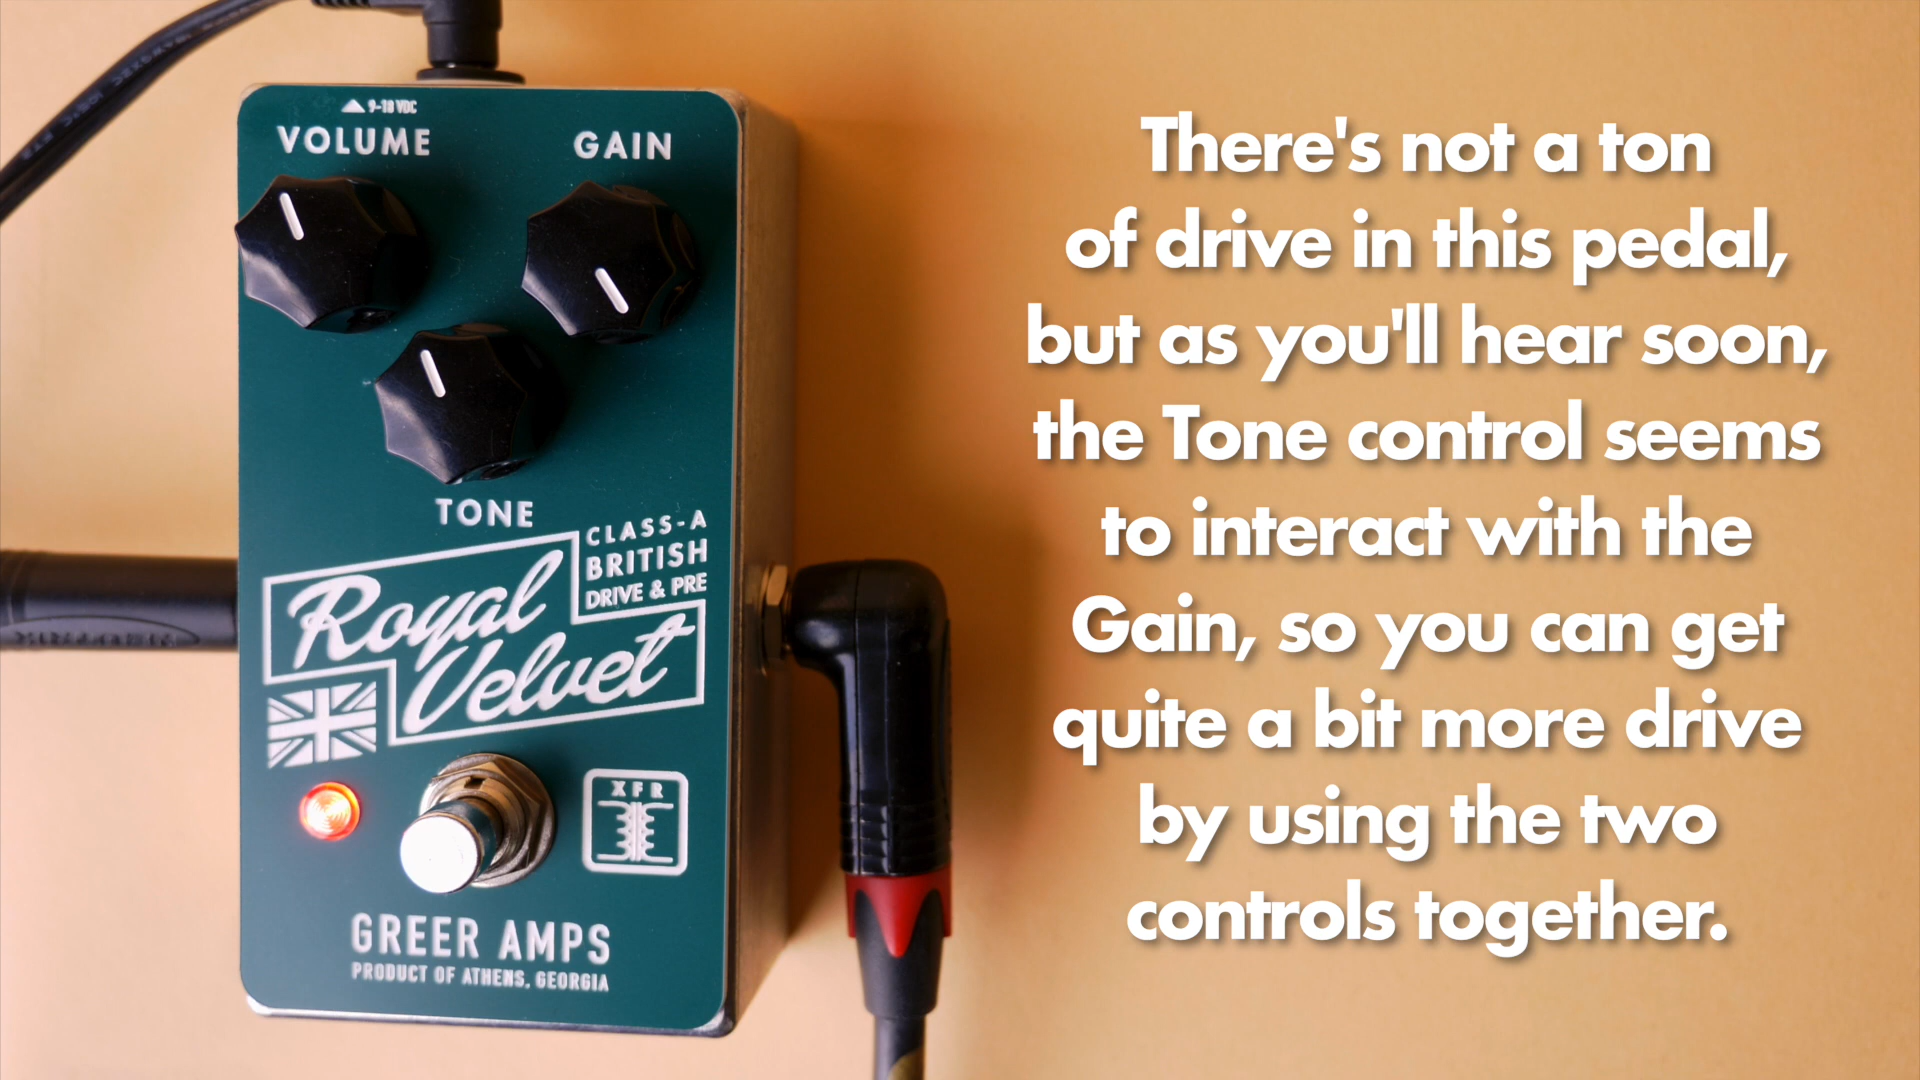 9-18 VDC
VOLUME
GAIN
TONE
CLASS-A
BRITISH
DRIVE & PRE
Royal
Velvet
XFR
GREER AMPS
PRODUCT OF ATHENS, GEORGIA
There's not a ton
of drive in this pedal,
but as you'll hear soon,
the Tone control seems
to interact with the
Gain, so you can get
quite a bit more drive
by using the two
controls together.